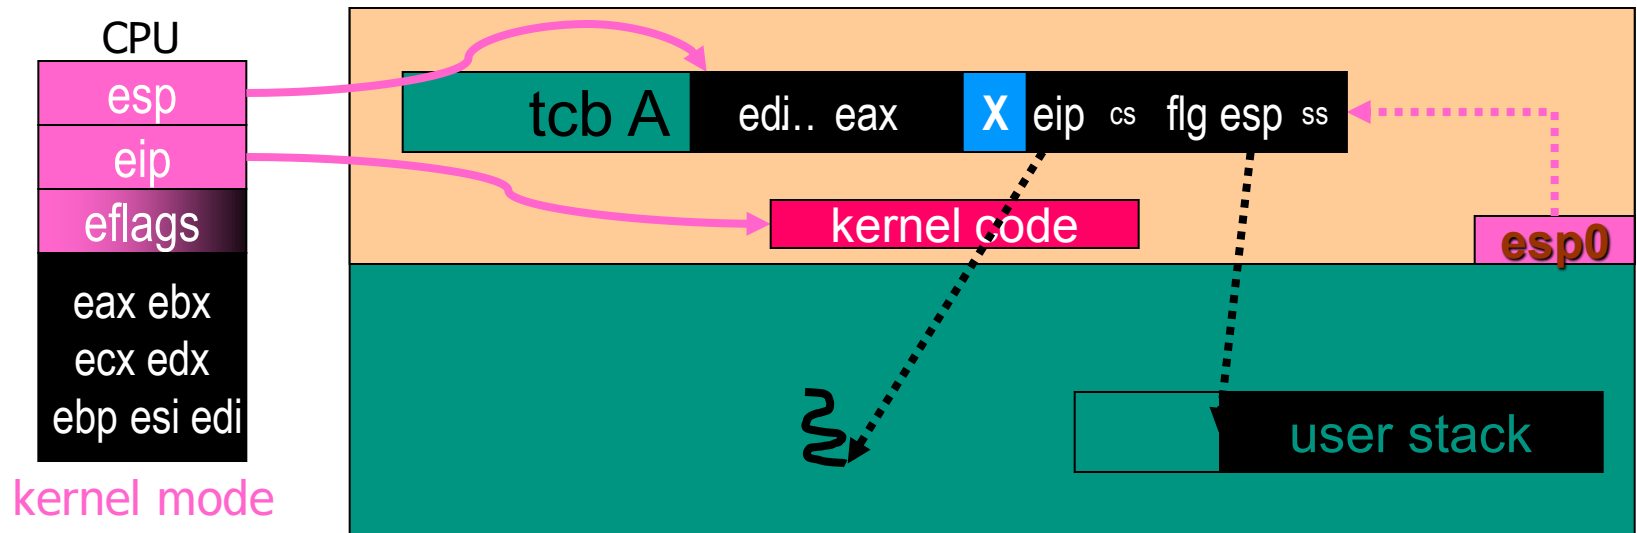 CPU
esp
eip
eflags
eax ebx
ecx edx
ebp esi edi
kernel mode
tcb A edi.. eax X eip cs flg esp ss
kernel code
esp0
user stack